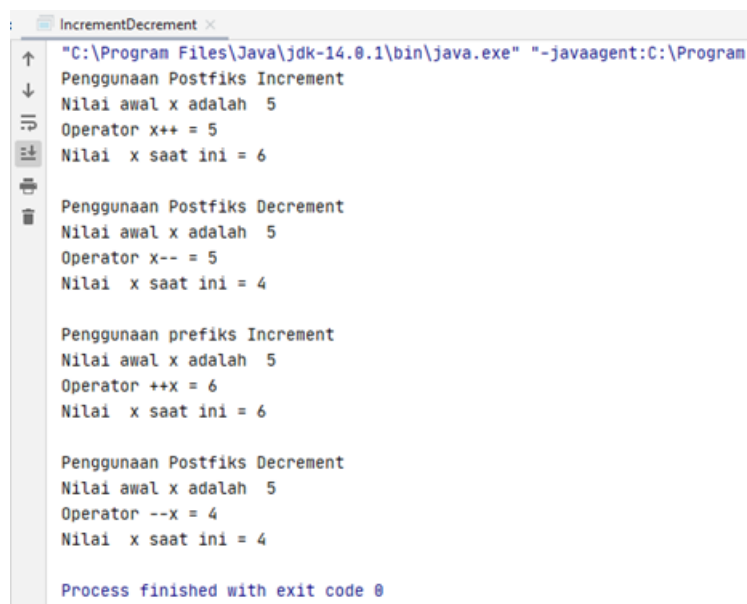 IncrementDecrement
"C:\Program Files\Java\jdk-14.0.1\bin\java.exe" "-javaagent:C:\Program
Penggunaan Postfiks Increment
Nilai awal x adalah  5
Operator x++ = 5
Nilai  x saat ini = 6

Penggunaan Postfiks Decrement
Nilai awal x adalah  5
Operator x-- = 5
Nilai  x saat ini = 4

Penggunaan prefiks Increment
Nilai awal x adalah  5
Operator ++x = 6
Nilai  x saat ini = 6

Penggunaan Postfiks Decrement
Nilai awal x adalah  5
Operator --x = 4
Nilai  x saat ini = 4

Process finished with exit code 0